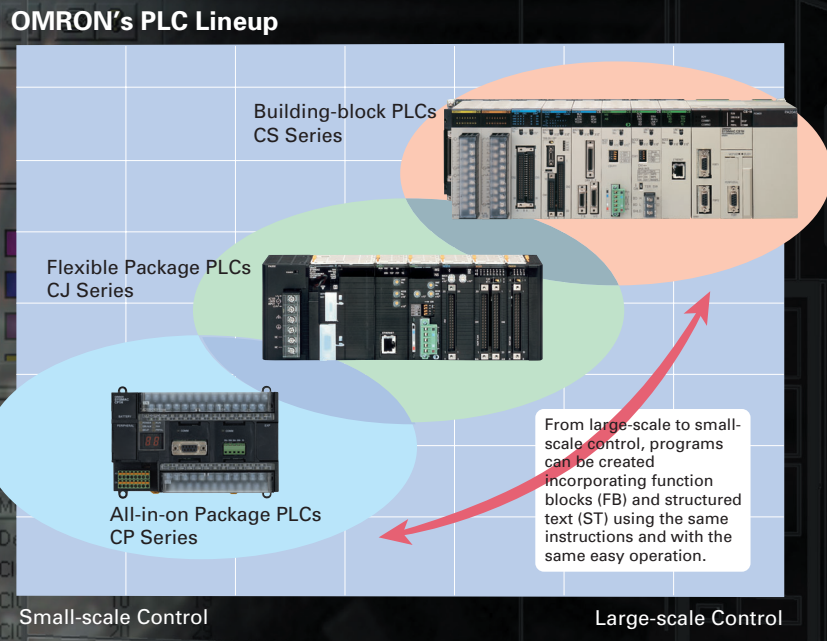 OMRON's PLC Lineup
Building-block PLCs
CS Series
Flexible Package PLCs
CJ Series
All-in-on Package PLCs
CP Series
From large-scale to small-
scale control, programs
can be created
incorporating function
blocks (FB) and structured
text (ST) using the same
instructions and with the
same easy operation.
Small-scale Control
Large-scale Control